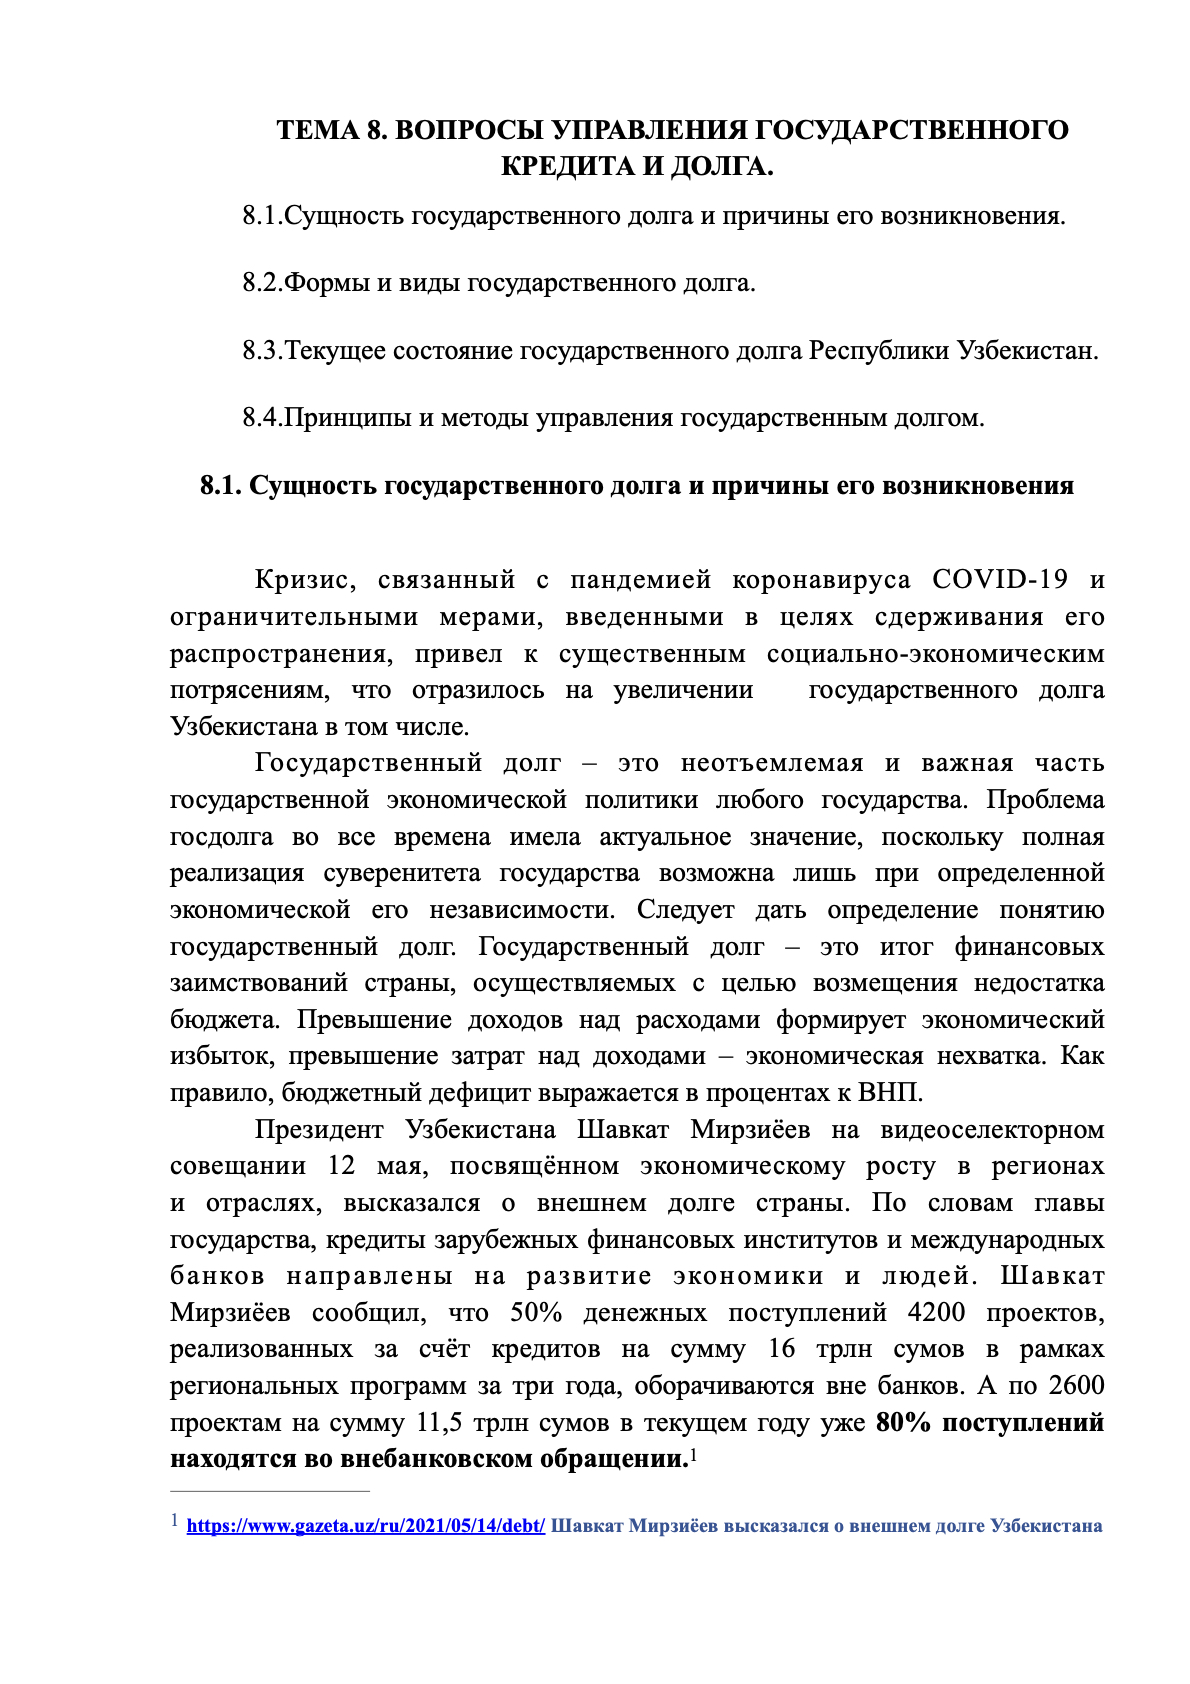 ТЕМА 8. ВОПРОСЫ УПРАВЛЕНИЯ ГОСУДАРСТВЕННОГО
КРЕДИТА И ДОЛГА.
8.1.Сущность государственного долга и причины его возникновения.
8.2.Формы и виды государственного долга.
8.3.Текущее состояние государственного долга Республики Узбекистан.
8.4.Принципы и методы управления государственным долгом.
8.1. Сущность государственного долга и причины его возникновения
Кризис, связанный с пандемией коронавируса COVID-19 и
ограничительными мерами, введенными в целях сдерживания его
распространения, привел к существенным социально-экономическим
потрясениям, что отразилось на увеличении государственного долга
Узбекистана в том числе.
Государственный долг – это неотъемлемая и важная часть
государственной экономической политики любого государства. Проблема
госдолга во все времена имела актуальное значение, поскольку полная
реализация суверенитета государства возможна лишь при определенной
экономической его независимости. Следует дать определение понятию
государственный долг. Государственный долг – это итог финансовых
заимствований страны, осуществляемых с целью возмещения недостатка
бюджета. Превышение доходов над расходами формирует экономический
избыток, превышение затрат над доходами – экономическая нехватка. Как
правило, бюджетный дефицит выражается в процентах к ВНП.
Президент Узбекистана Шавкат Мирзиёев на видеоселекторном
совещании 12 мая, посвящённом экономическому росту в регионах
и отраслях, высказался о внешнем долге страны. По словам главы
государства, кредиты зарубежных финансовых институтов и международных
банков направлены на развитие экономики и людей. Шавкат
Мирзиёев сообщил, что 50% денежных поступлений 4200 проектов,
реализованных за счёт кредитов на сумму 16 трлн сумов в рамках
региональных программ за три года, оборачиваются вне банков. А по 2600
проектам на сумму 11,5 трлн сумов в текущем году уже 80% поступлений
находятся во внебанковском обращении.1
1 https://www.gazeta.uz/ru/2021/05/14/debt/ Шавкат Мирзиёев высказался о внешнем долге Узбекистана